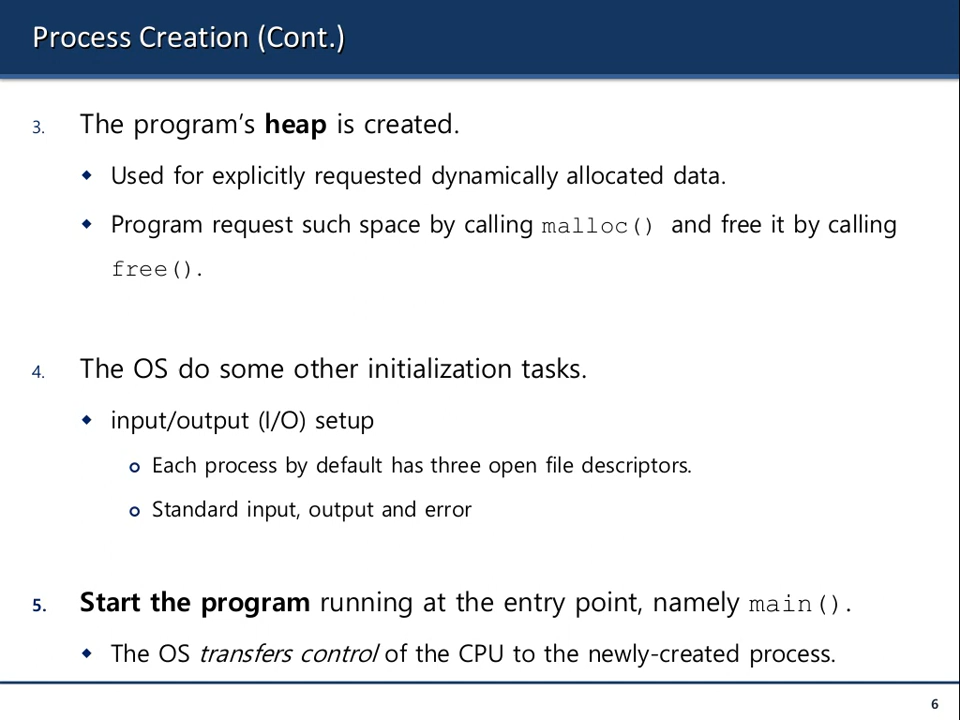 Process Creation (Cont.)
3. The program’s heap is created.
Used for explicitly requested dynamically allocated data.
Program request such space by calling malloc() and free it by calling
free().
4. The OS do some other initialization tasks.
input/output (I/O) setup
Each process by default has three open file descriptors.
Standard input, output and error
5. Start the program running at the entry point, namely main().
The OS transfers control of the CPU to the newly-created process.
6